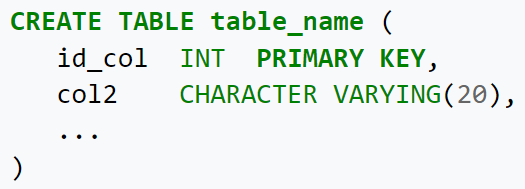 CREATE TABLE table_name (
   id_col  INT  PRIMARY KEY,
   col2    CHARACTER VARYING(20),
   ...
)